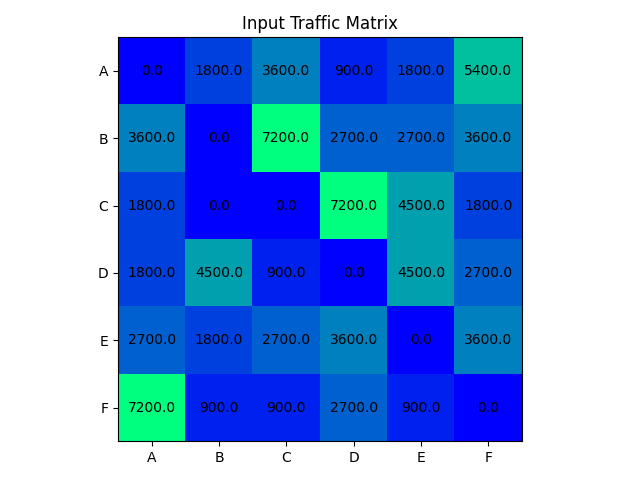 Input Traffic Matrix
A 0.0 1800.0 3600.0 900.0 1800.0 5400.0
B 3600.0 0.0 7200.0 2700.0 2700.0 3600.0
C 1800.0 0.0 0.0 7200.0 4500.0 1800.0
D 1800.0 4500.0 900.0 0.0 4500.0 2700.0
E 2700.0 1800.0 2700.0 3600.0 0.0 3600.0
F 7200.0 900.0 900.0 2700.0 900.0 0.0
A B C D E F